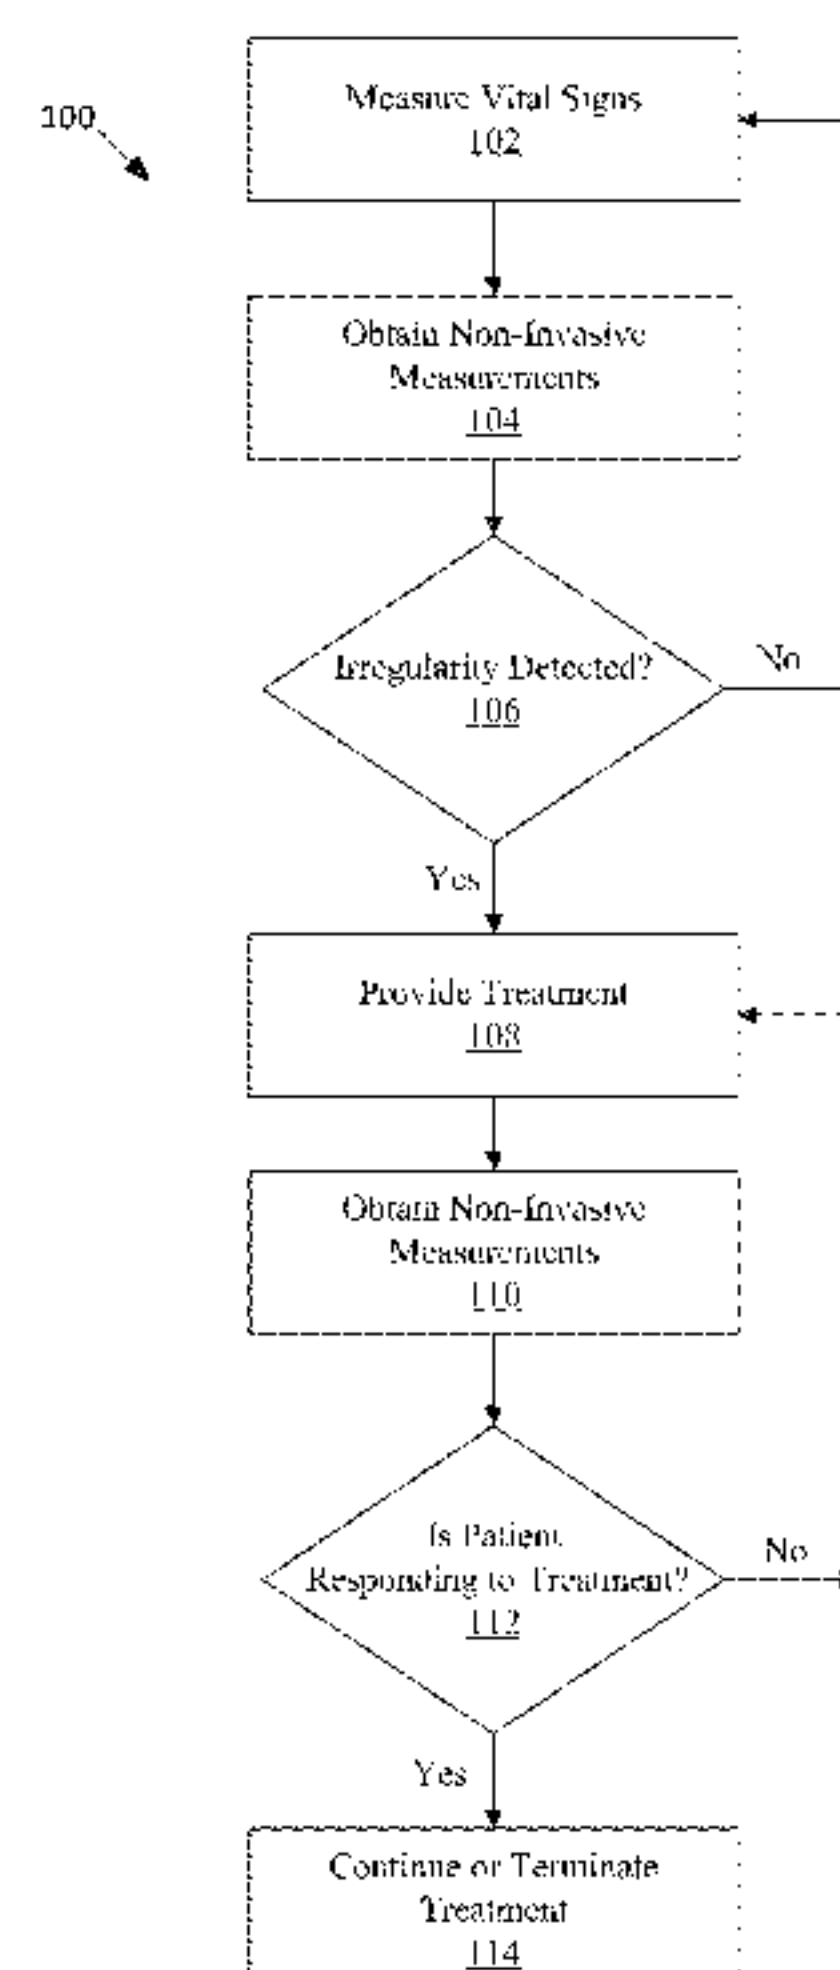 100
Measure Vital Signs
102
Obtain Non-Invasive
Measurements
104
Irregularity Detected?
106
No
Yes
Provide Treatment
108
Obtain Non-Invasive
Measurements
110
Is Patient
Responding to Treatment?
112
No
Yes
Continue or Terminate
Treatment
114